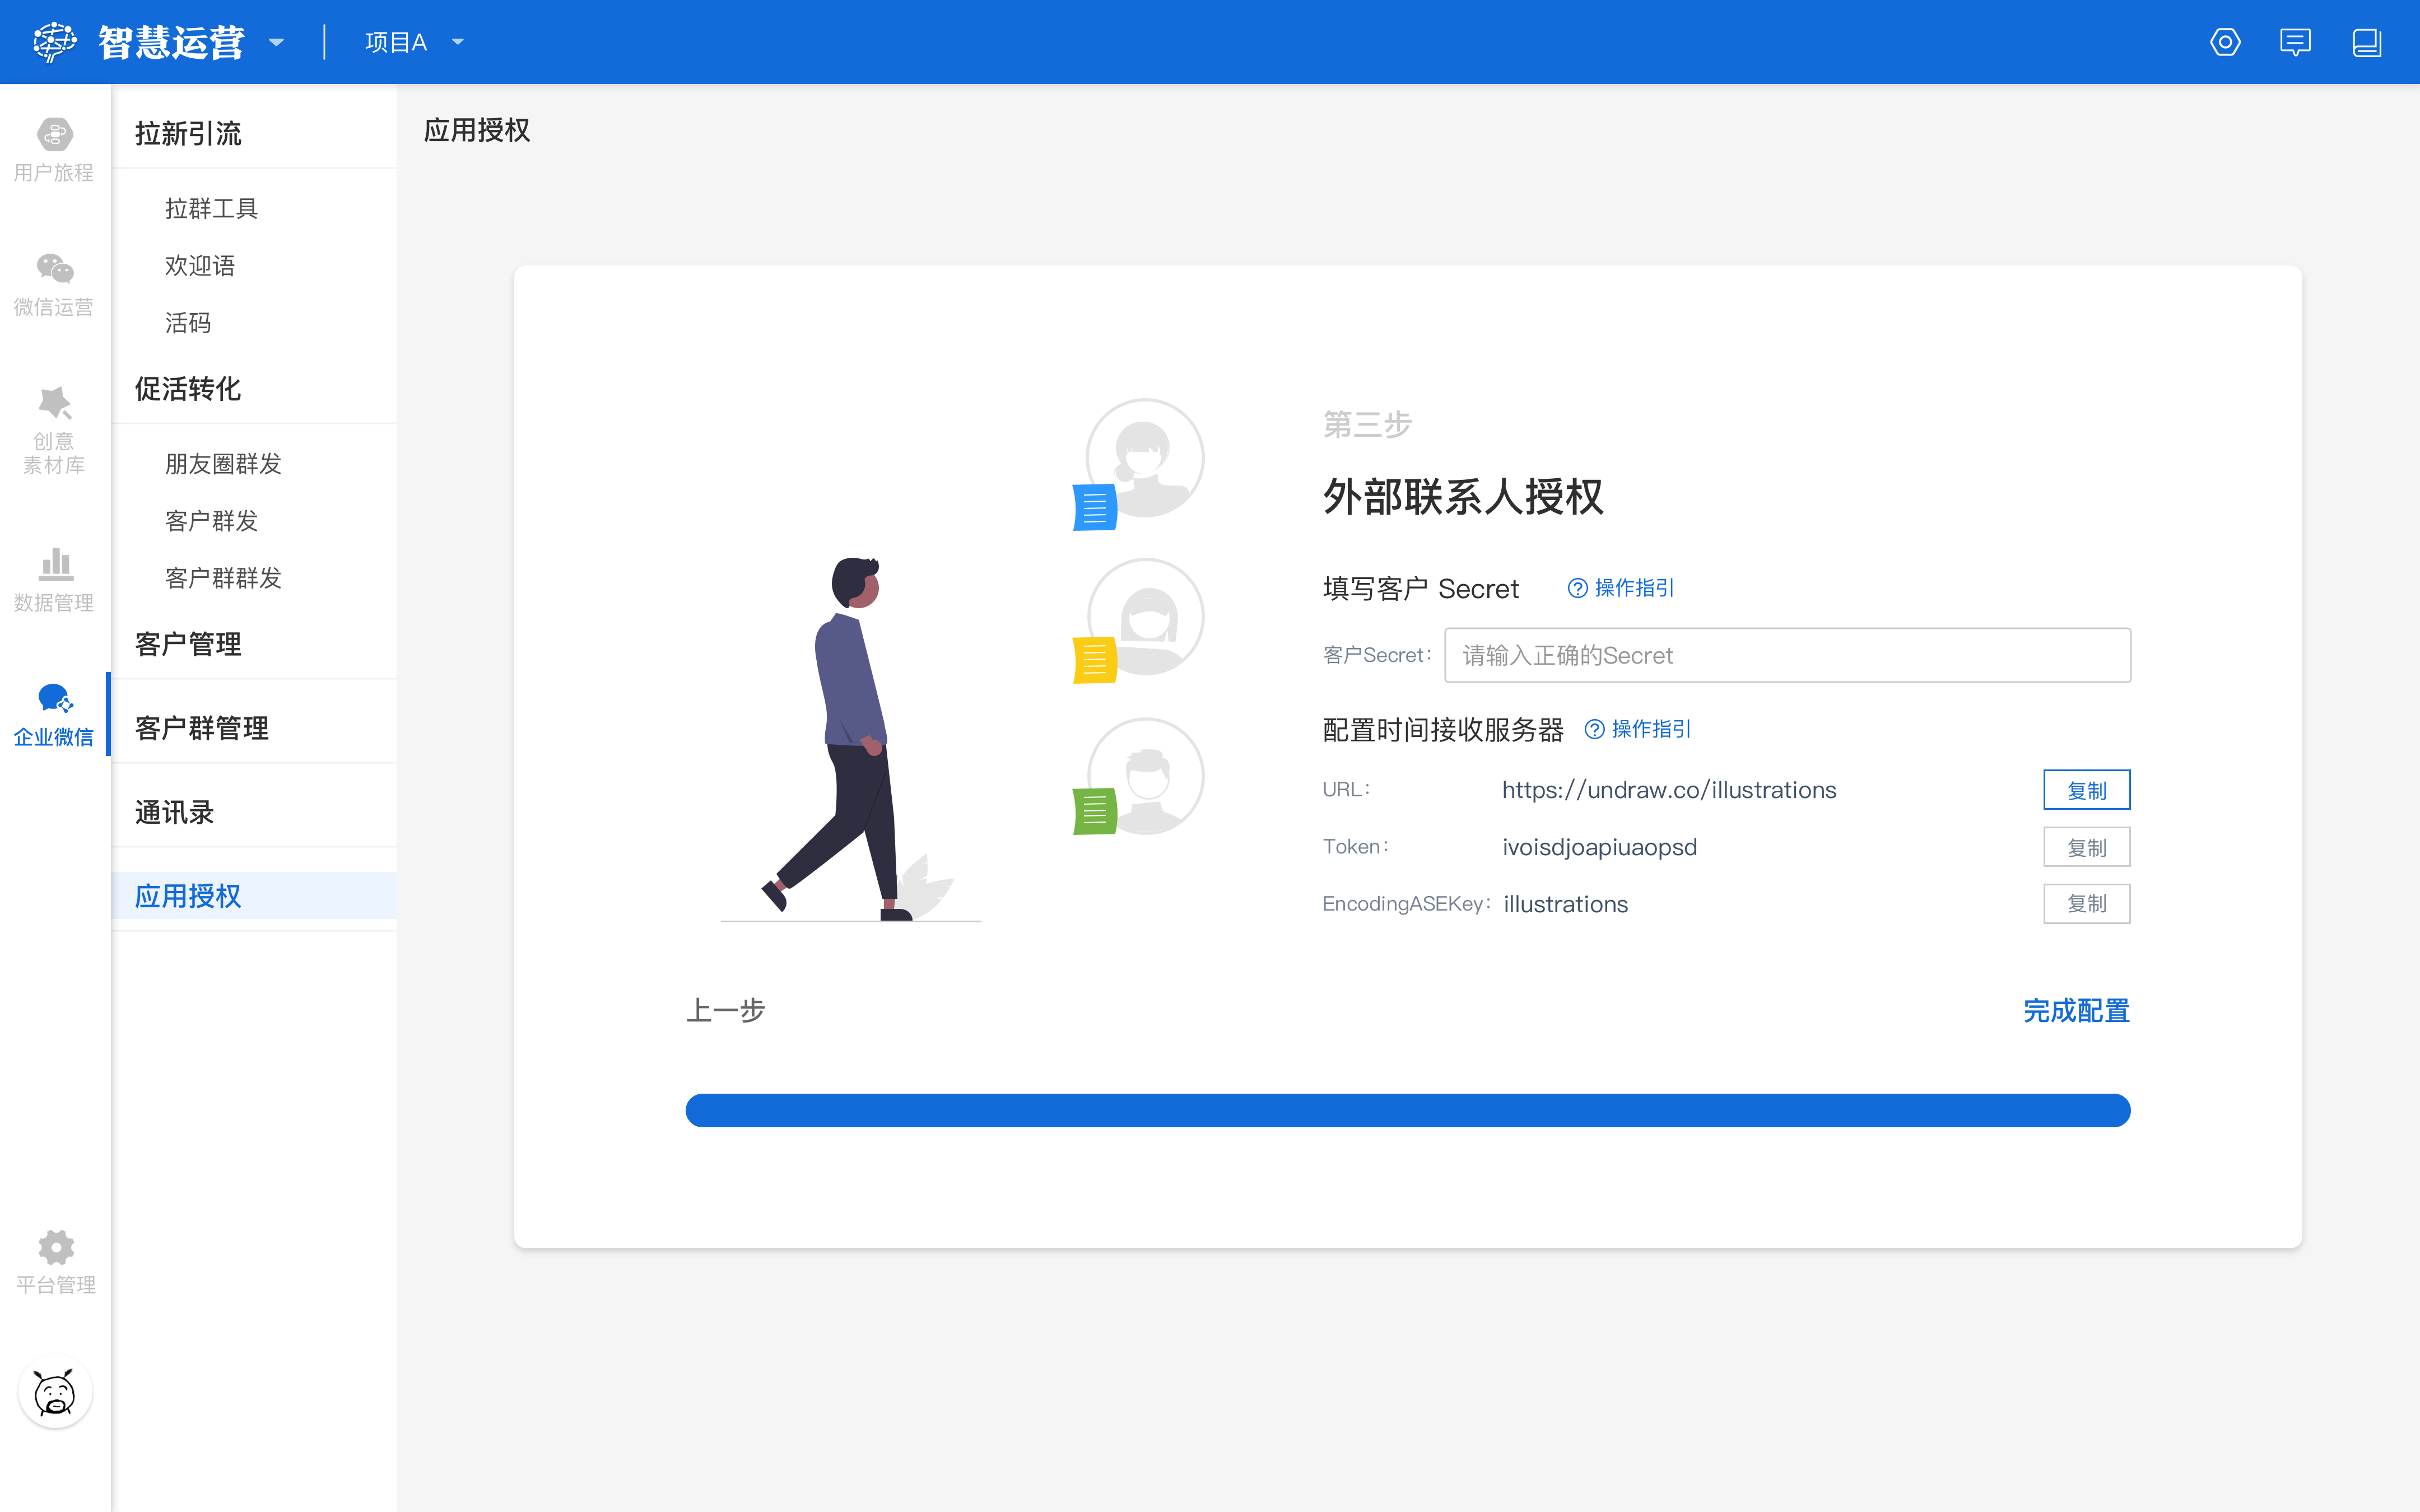 智慧运营
项目A
用户旅程
微信运营
创意
素材库
数据管理
企业微信
平台管理
拉新引流
拉群工具
欢迎语
活码
促活转化
朋友圈群发
客户群发
客户群群发
客户管理
客户群管理
通讯录
应用授权
应用授权
第三步
外部联系人授权
填写客户 Secret
操作指引
客户Secret:
请输入正确的Secret
配置时间接收服务器
操作指引
URL: https://undraw.co/illustrations 复制
Token: ivoisdjoapiuaopsd 复制
EncodingASEKey: illustrations 复制
上一步
完成配置